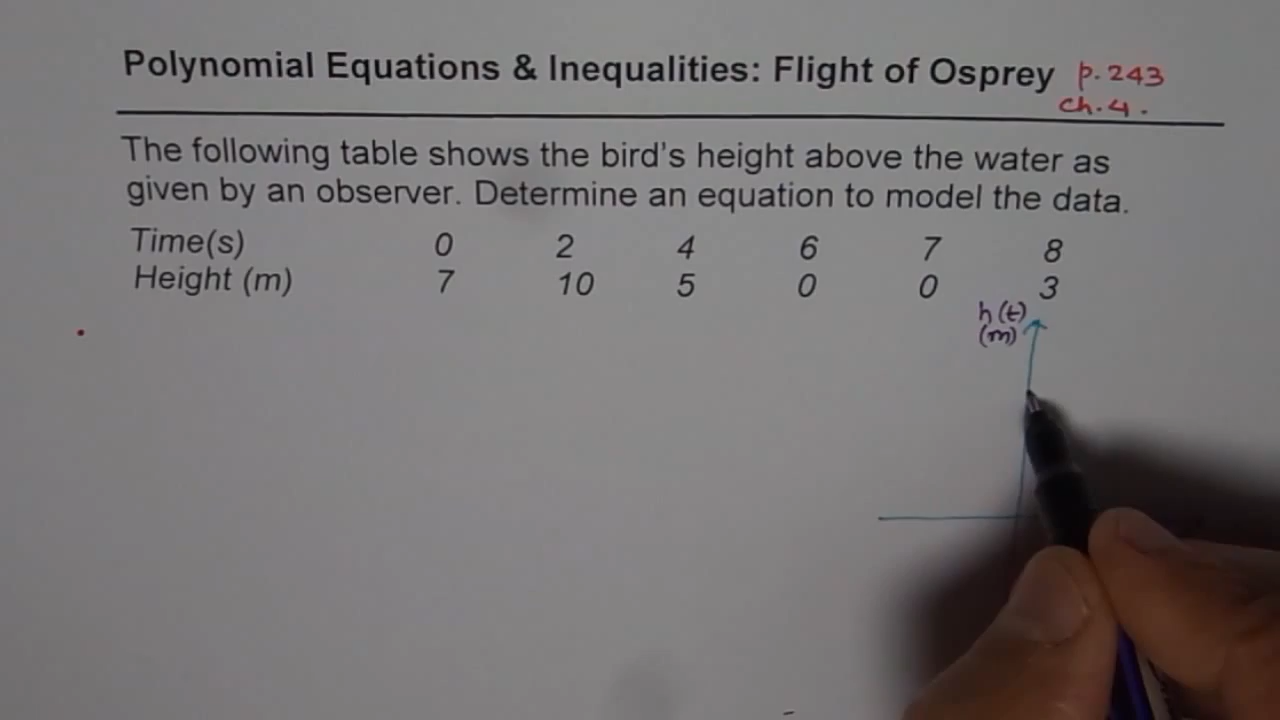 Polynomial Equations & Inequalities: Flight of Osprey p.243
ch.4.
The following table shows the bird's height above the water as
given by an observer. Determine an equation to model the data.
Time(s) 0 2 4 6 7 8
Height (m) 7 10 5 0 0 3
h(t)
(m)